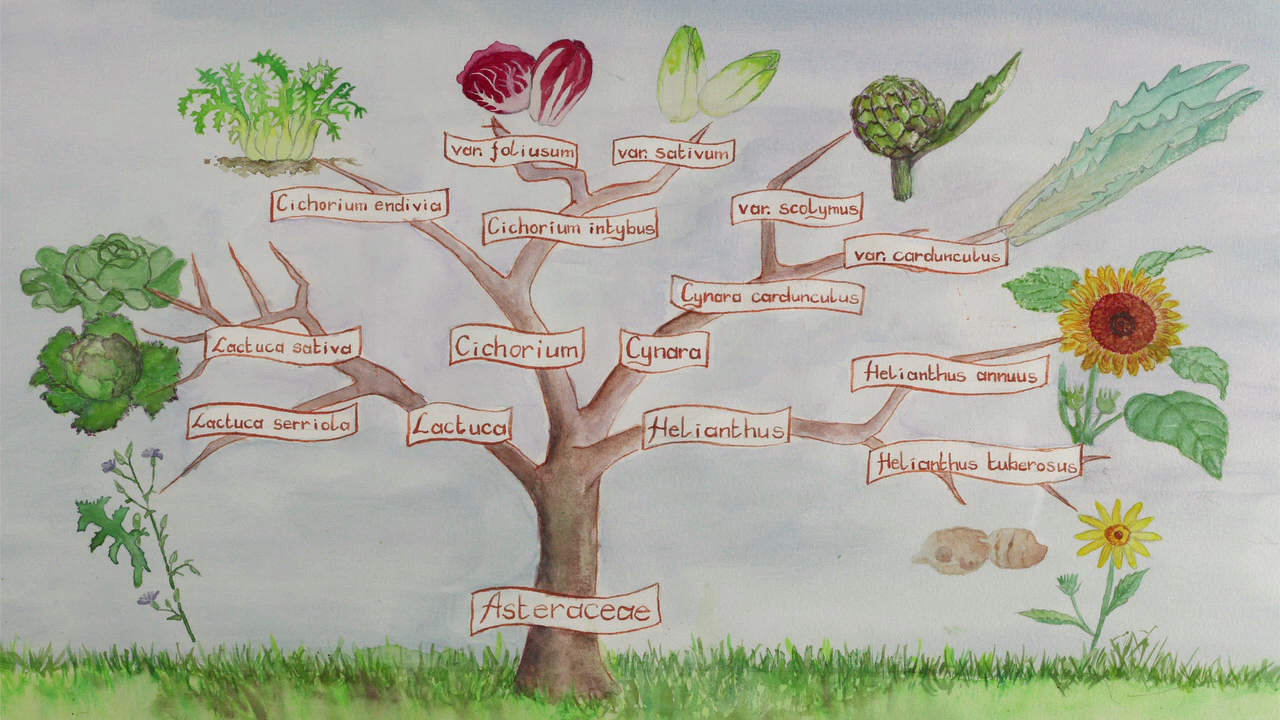 var. foliusum
var. sativum
Cichorium endivia
Cichorium intybus
var. scolymus
var. cardunculus
Cynara cardunculus
Lactuca sativa
Cichorium
Cynara
Helianthus annuus
Lactuca serriola
Lactuca
Helianthus
Helianthus tuberosus
Asteraceae